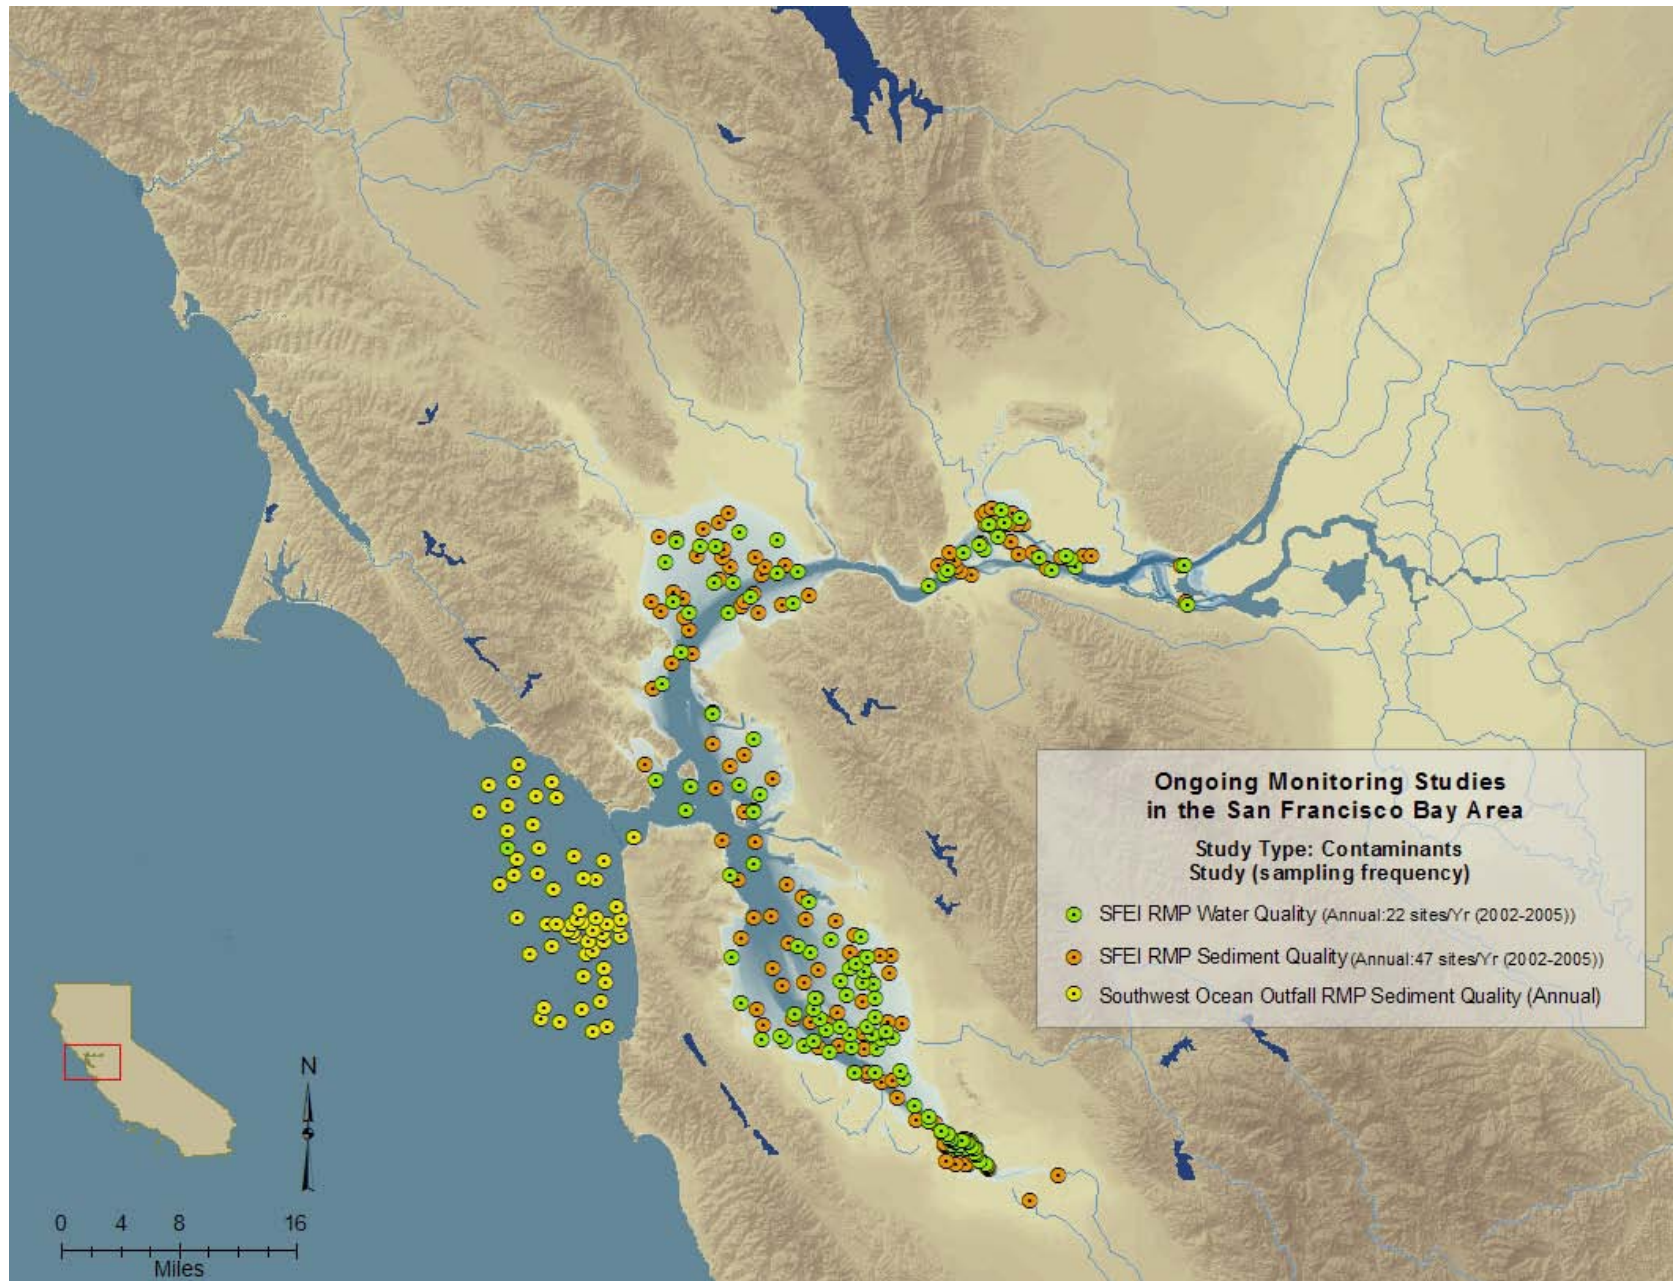 Ongoing Monitoring Studies
in the San Francisco Bay Area
Study Type: Contaminants
Study (sampling frequency)
SFEI RMP Water Quality (Annual:22 sites/Yr (2002-2005))
SFEI RMP Sediment Quality (Annual:47 sites/Yr (2002-2005))
Southwest Ocean Outfall RMP Sediment Quality (Annual)
N
0 4 8 16
Miles